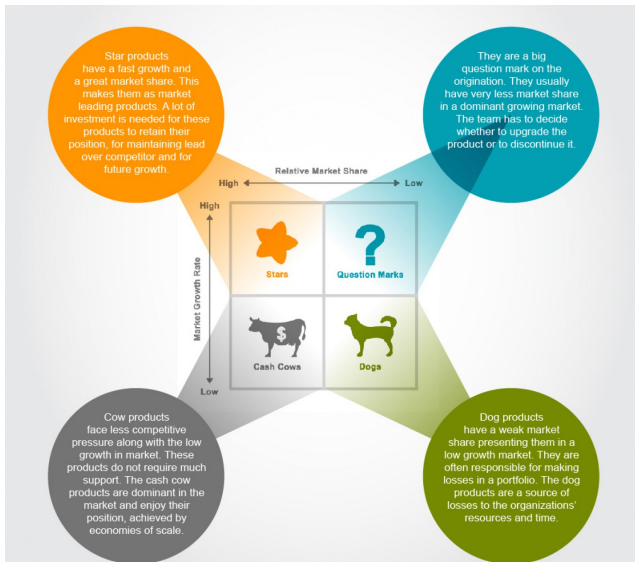 Star products
have a fast growth and
a great market share. This
makes them as market
leading products. A lot of
investment is needed for these
products to retain their
position, for maintaining lead
over competitor and for
future growth.
They are a big
question mark on the
origination. They usually
have very less market share
in a dominant growing market.
The team has to decide
whether to upgrade the
product or to discontinue it.
Relative Market Share
High
Low
High
Market Growth Rate
Low
Stars
Question Marks
$
Cash Cows
Dogs
Cow products
face less competitive
pressure along with the low
growth in market. These
products do not require much
support. The cash cow
products are dominant in the
market and enjoy their
position, achieved by
economies of scale.
Dog products
have a weak market
share presenting them in a
low growth market. They are
often responsible for making
losses in a portfolio. The dog
products are a source of
losses to the organizations'
resources and time.